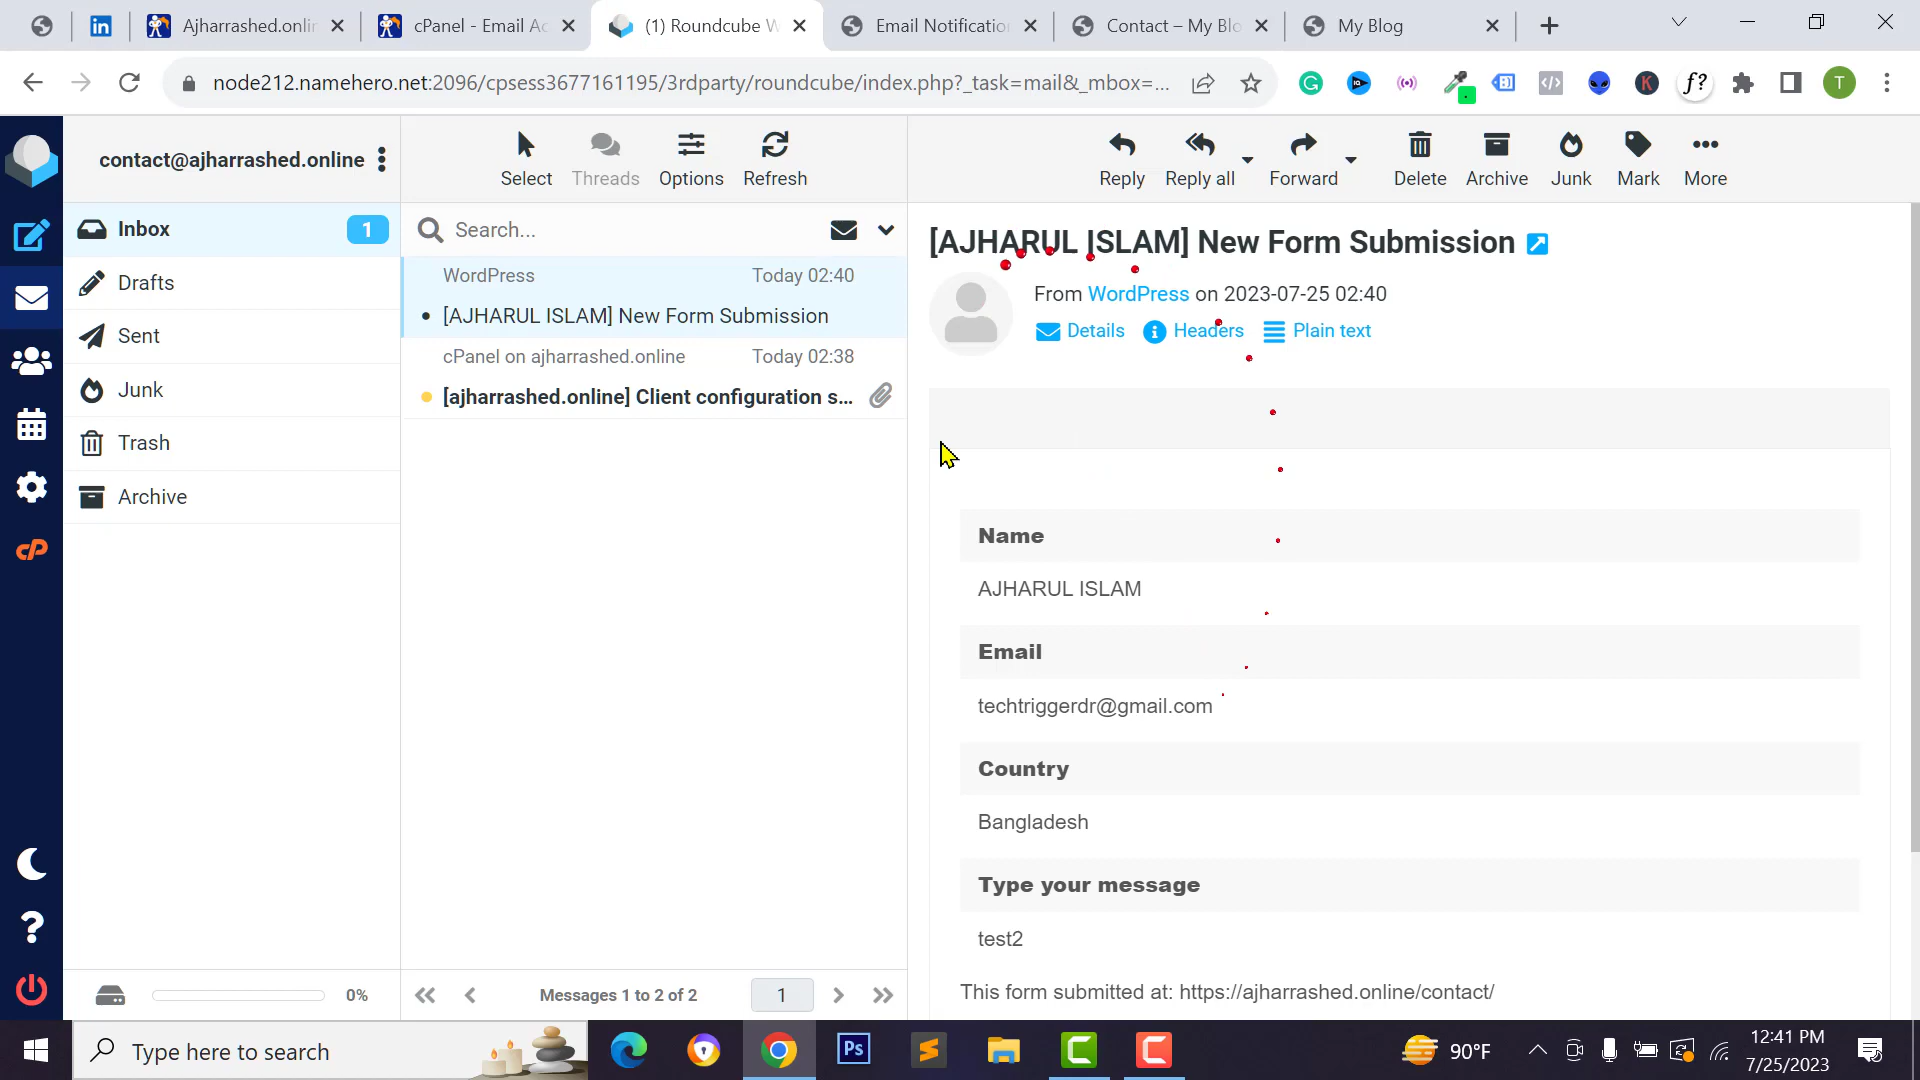 Ajharrashed.onlin
cPanel - Email Ac
(1) Roundcube W
Email Notificatio
Contact – My Blo
My Blog
node212.namehero.net:2096/cpsess3677161195/3rdparty/roundcube/index.php?_task=mail&_mbox=...
T
contact@ajharrashed.online
Select
Threads
Options
Refresh
Reply
Reply all
Forward
Delete
Archive
Junk
Mark
More
Inbox
1
Drafts
Sent
Junk
Trash
Archive
Search...
WordPress
Today 02:40
[AJHARUL ISLAM] New Form Submission
cPanel on ajharrashed.online
Today 02:38
[ajharrashed.online] Client configuration s...
[AJHARUL ISLAM] New Form Submission
From WordPress on 2023-07-25 02:40
Details
Headers
Plain text
Name
AJHARUL ISLAM
Email
techtriggerdr@gmail.com
Country
Bangladesh
Type your message
test2
This form submitted at: https://ajharrashed.online/contact/
0%
Messages 1 to 2 of 2
1
Type here to search
Ps
90°F
12:41 PM
7/25/2023